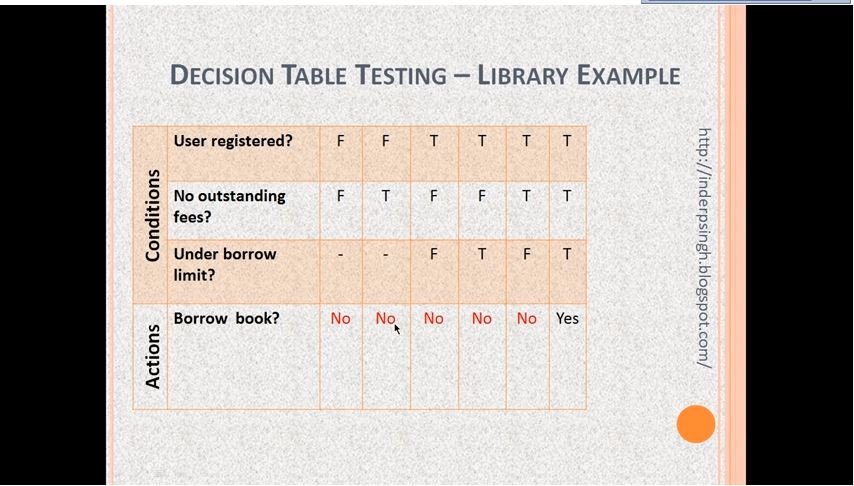 DECISION TABLE TESTING – LIBRARY EXAMPLE
Conditions
User registered? F F T T T T
No outstanding fees? F T F F T T
Under borrow limit? - - F T F T
Actions
Borrow book? No No No No No Yes
http://inderpsingh.blogspot.com/